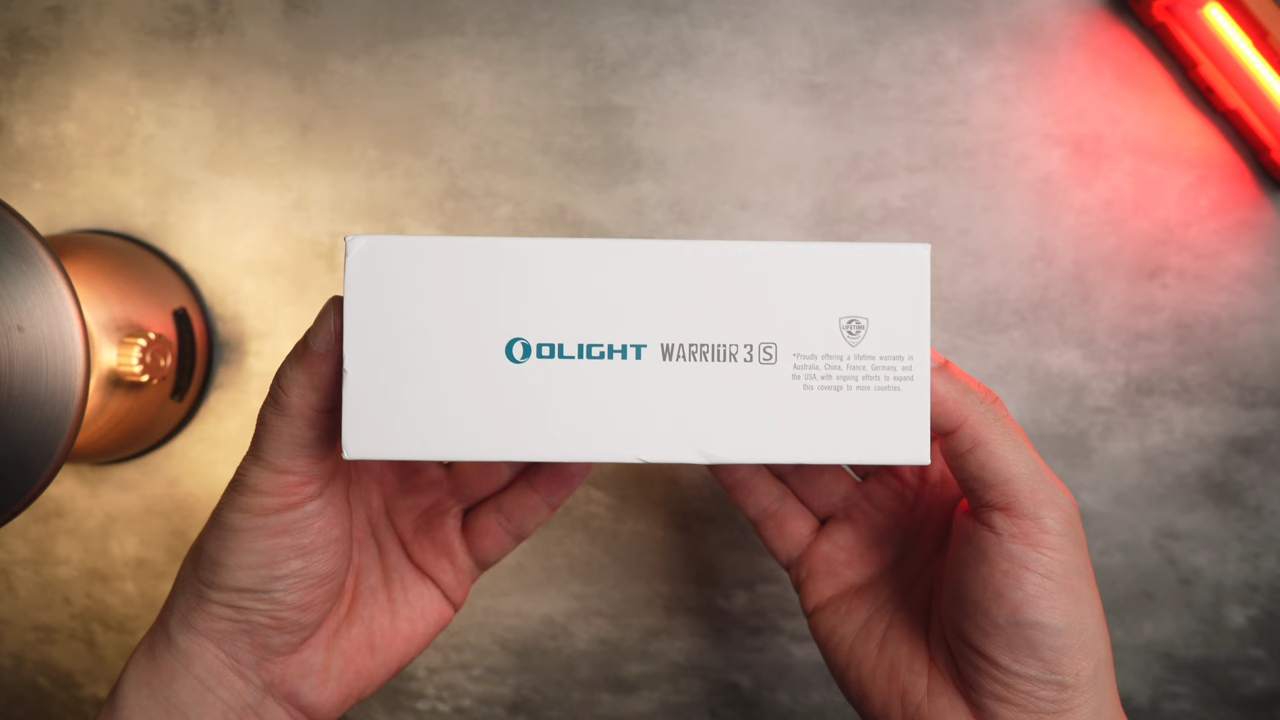 OLIGHT WARRIOR 3 S
LIFETIME
*Proudly offering a lifetime warranty in
Australia, China, France, Germany, and
the USA, with ongoing efforts to expand
this coverage to more countries.